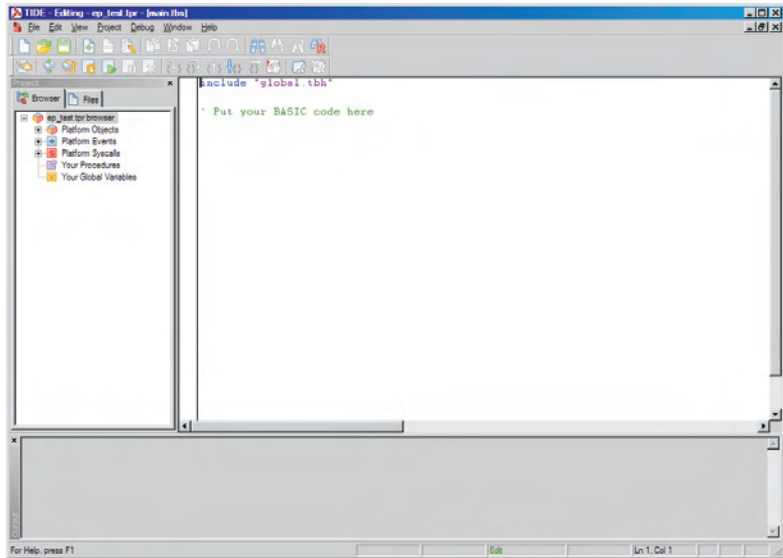 TIDE - Editing - ep_test.tpr - [main.tbs]
File Edit View Project Debug Window Help
Project
Browser Files
ep_test.tpr browser
Platform Objects
Platform Events
Platform Syscalls
Your Procedures
Your Global Variables
include "global.tbh"
' Put your BASIC code here
Output
For Help, press F1
Edit
Ln 1, Col 1